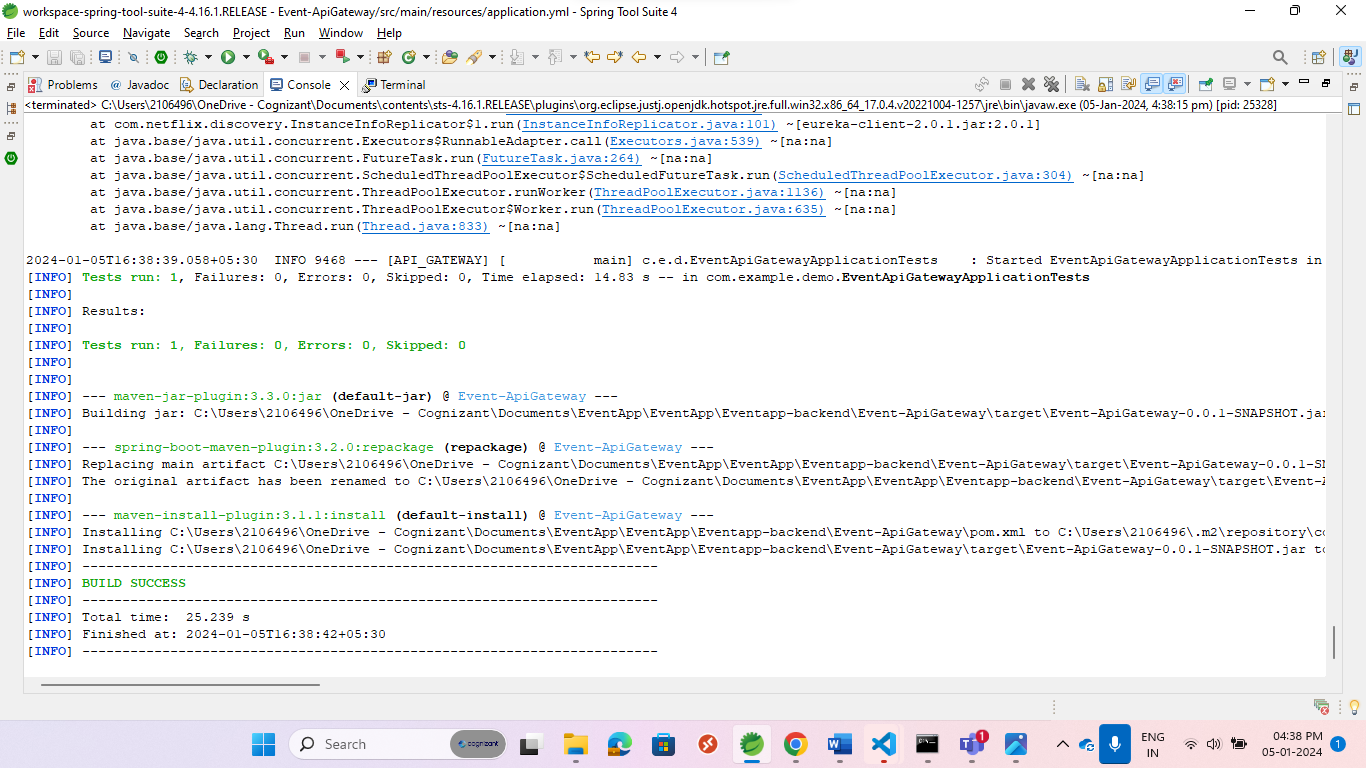 workspace-spring-tool-suite-4-4.16.1.RELEASE - Event-ApiGateway/src/main/resources/application.yml - Spring Tool Suite 4
File Edit Source Navigate Search Project Run Window Help
Problems @ Javadoc Declaration Console Terminal
<terminated> C:\Users\2106496\OneDrive - Cognizant\Documents\contents\sts-4.16.1.RELEASE\plugins\org.eclipse.justj.openjdk.hotspot.jre.full.win32.x86_64_17.0.4.v20221004-1257\jre\bin\javaw.exe (05-Jan-2024, 4:38:15 pm) [pid: 25328]
at com.netflix.discovery.InstanceInfoReplicator$1.run(InstanceInfoReplicator.java:101) ~[eureka-client-2.0.1.jar:2.0.1]
at java.base/java.util.concurrent.Executors$RunnableAdapter.call(Executors.java:539) ~[na:na]
at java.base/java.util.concurrent.FutureTask.run(FutureTask.java:264) ~[na:na]
at java.base/java.util.concurrent.ScheduledThreadPoolExecutor$ScheduledFutureTask.run(ScheduledThreadPoolExecutor.java:304) ~[na:na]
at java.base/java.util.concurrent.ThreadPoolExecutor.runWorker(ThreadPoolExecutor.java:1136) ~[na:na]
at java.base/java.util.concurrent.ThreadPoolExecutor$Worker.run(ThreadPoolExecutor.java:635) ~[na:na]
at java.base/java.lang.Thread.run(Thread.java:833) ~[na:na]
2024-01-05T16:38:39.058+05:30 INFO 9468 --- [API_GATEWAY] [ main] c.e.d.EventApiGatewayApplicationTests : Started EventApiGatewayApplicationTests in
[INFO] Tests run: 1, Failures: 0, Errors: 0, Skipped: 0, Time elapsed: 14.83 s -- in com.example.demo.EventApiGatewayApplicationTests
[INFO]
[INFO] Results:
[INFO]
[INFO] Tests run: 1, Failures: 0, Errors: 0, Skipped: 0
[INFO]
[INFO]
[INFO] --- maven-jar-plugin:3.3.0:jar (default-jar) @ Event-ApiGateway ---
[INFO] Building jar: C:\Users\2106496\OneDrive - Cognizant\Documents\EventApp\EventApp\Eventapp-backend\Event-ApiGateway\target\Event-ApiGateway-0.0.1-SNAPSHOT.jar
[INFO]
[INFO] --- spring-boot-maven-plugin:3.2.0:repackage (repackage) @ Event-ApiGateway ---
[INFO] Replacing main artifact C:\Users\2106496\OneDrive - Cognizant\Documents\EventApp\EventApp\Eventapp-backend\Event-ApiGateway\target\Event-ApiGateway-0.0.1-SN
[INFO] The original artifact has been renamed to C:\Users\2106496\OneDrive - Cognizant\Documents\EventApp\EventApp\Eventapp-backend\Event-ApiGateway\target\Event-A
[INFO]
[INFO] --- maven-install-plugin:3.1.1:install (default-install) @ Event-ApiGateway ---
[INFO] Installing C:\Users\2106496\OneDrive - Cognizant\Documents\EventApp\EventApp\Eventapp-backend\Event-ApiGateway\pom.xml to C:\Users\2106496\.m2\repository\co
[INFO] Installing C:\Users\2106496\OneDrive - Cognizant\Documents\EventApp\EventApp\Eventapp-backend\Event-ApiGateway\target\Event-ApiGateway-0.0.1-SNAPSHOT.jar to
[INFO] ------------------------------------------------------------------------
[INFO] BUILD SUCCESS
[INFO] ------------------------------------------------------------------------
[INFO] Total time: 25.239 s
[INFO] Finished at: 2024-01-05T16:38:42+05:30
[INFO] ------------------------------------------------------------------------
Search cognizant 1 ENG 04:38 PM 1
IN 05-01-2024